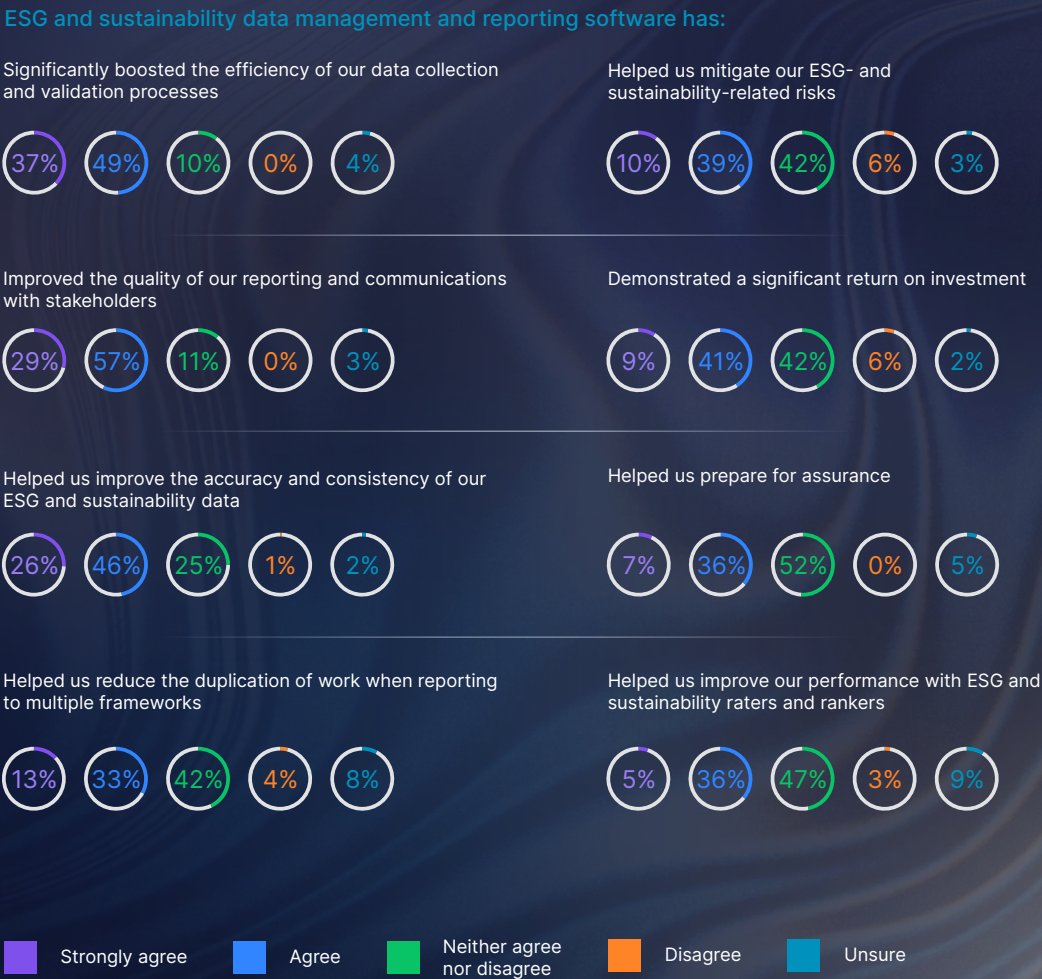 ESG and sustainability data management and reporting software has:
Significantly boosted the efficiency of our data collection
and validation processes
37% 49% 10% 0% 4%
Helped us mitigate our ESG- and
sustainability-related risks
10% 39% 42% 6% 3%
Improved the quality of our reporting and communications
with stakeholders
29% 57% 11% 0% 3%
Demonstrated a significant return on investment
9% 41% 42% 6% 2%
Helped us improve the accuracy and consistency of our
ESG and sustainability data
26% 46% 25% 1% 2%
Helped us prepare for assurance
7% 36% 52% 0% 5%
Helped us reduce the duplication of work when reporting
to multiple frameworks
13% 33% 42% 4% 8%
Helped us improve our performance with ESG and
sustainability raters and rankers
5% 36% 47% 3% 9%
Strongly agree
Agree
Neither agree
nor disagree
Disagree
Unsure